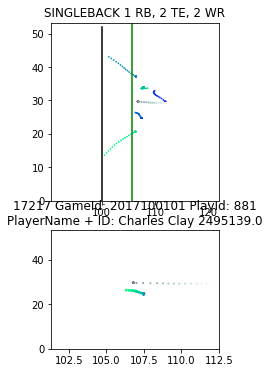 SINGLEBACK 1 RB, 2 TE, 2 WR
50
40
30
20
10
0
100 110 120
17217 GameId: 2017100101 PlayId: 881
PlayerName + ID: Charles Clay 2495139.0
40
20
0
102.5 105.0 107.5 110.0 112.5